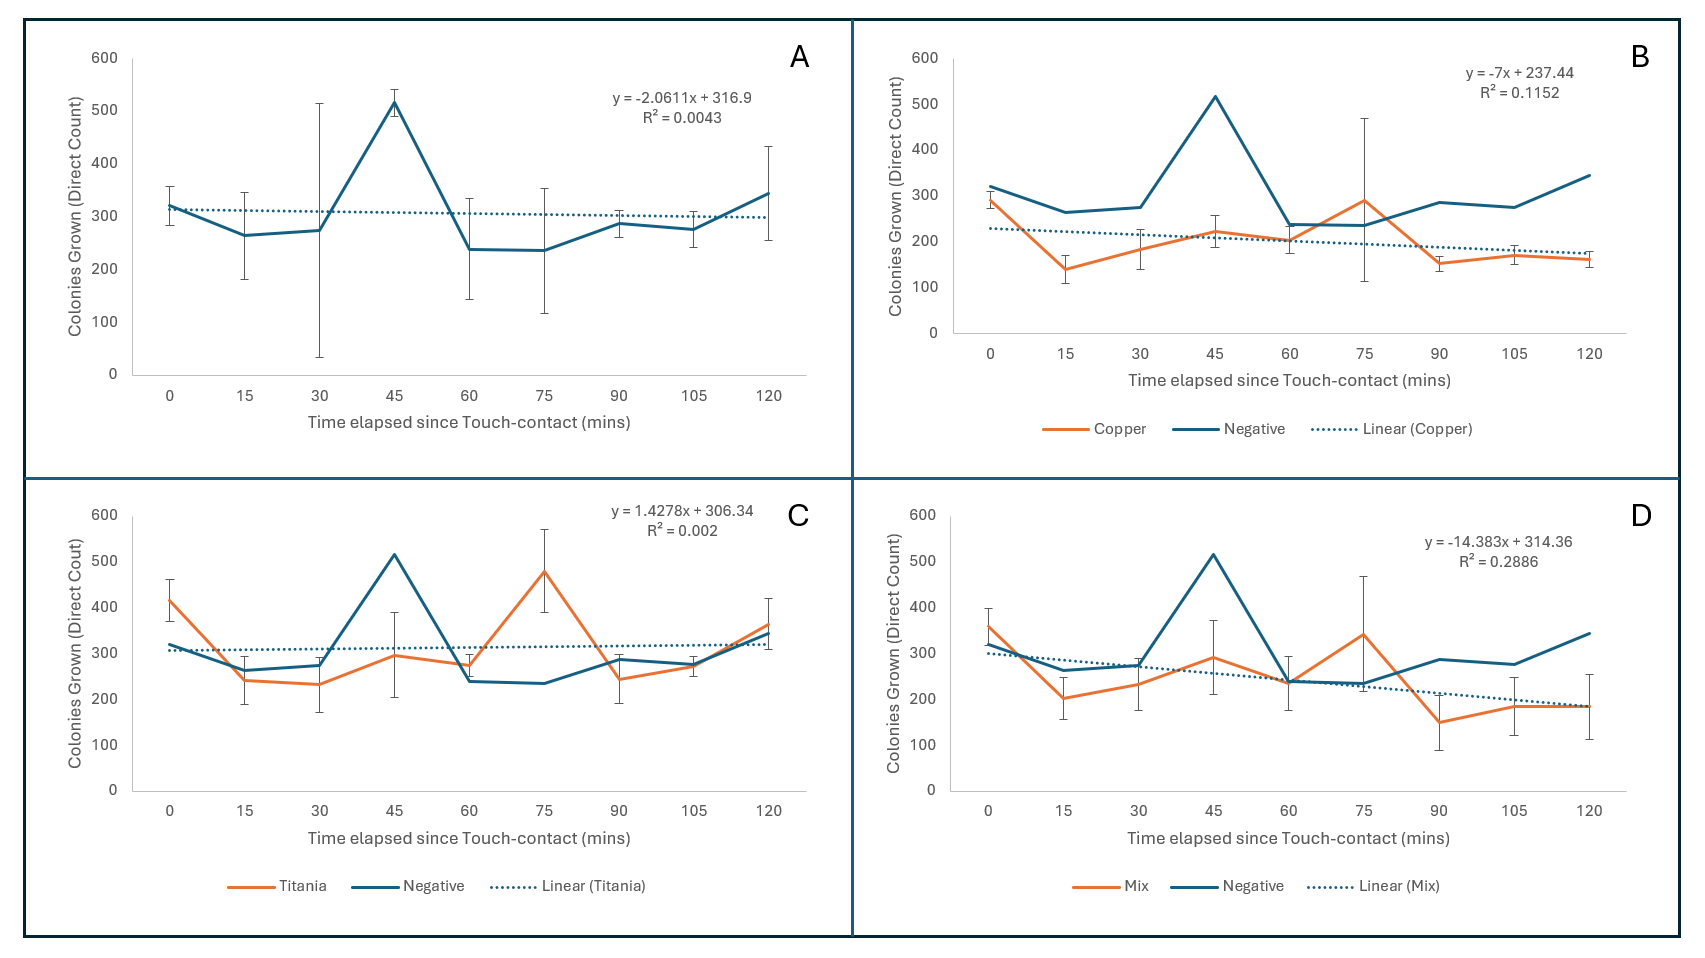 A
600
500
400
300
200
100
0
Colonies Grown (Direct Count)
y = -2.0611x + 316.9
R² = 0.0043
0 15 30 45 60 75 90 105 120
Time elapsed since Touch-contact (mins)
B
600
500
400
300
200
100
0
Colonies Grown (Direct Count)
y = -7x + 237.44
R² = 0.1152
0 15 30 45 60 75 90 105 120
Time elapsed since Touch-contact (mins)
Copper Negative Linear (Copper)
C
600
500
400
300
200
100
0
Colonies Grown (Direct Cout)
y = 1.4278x + 306.34
R² = 0.002
0 15 30 45 60 75 90 105 120
Time elapsed since Touch-contact (mins)
Titania Negative Linear (Titania)
D
600
500
400
300
200
100
0
Colonies Grown (Direct Count)
y = -14.383x + 314.36
R² = 0.2886
0 15 30 45 60 75 90 105 120
Time elapsed since Touch-contact (mins)
Mix Negative Linear (Mix)